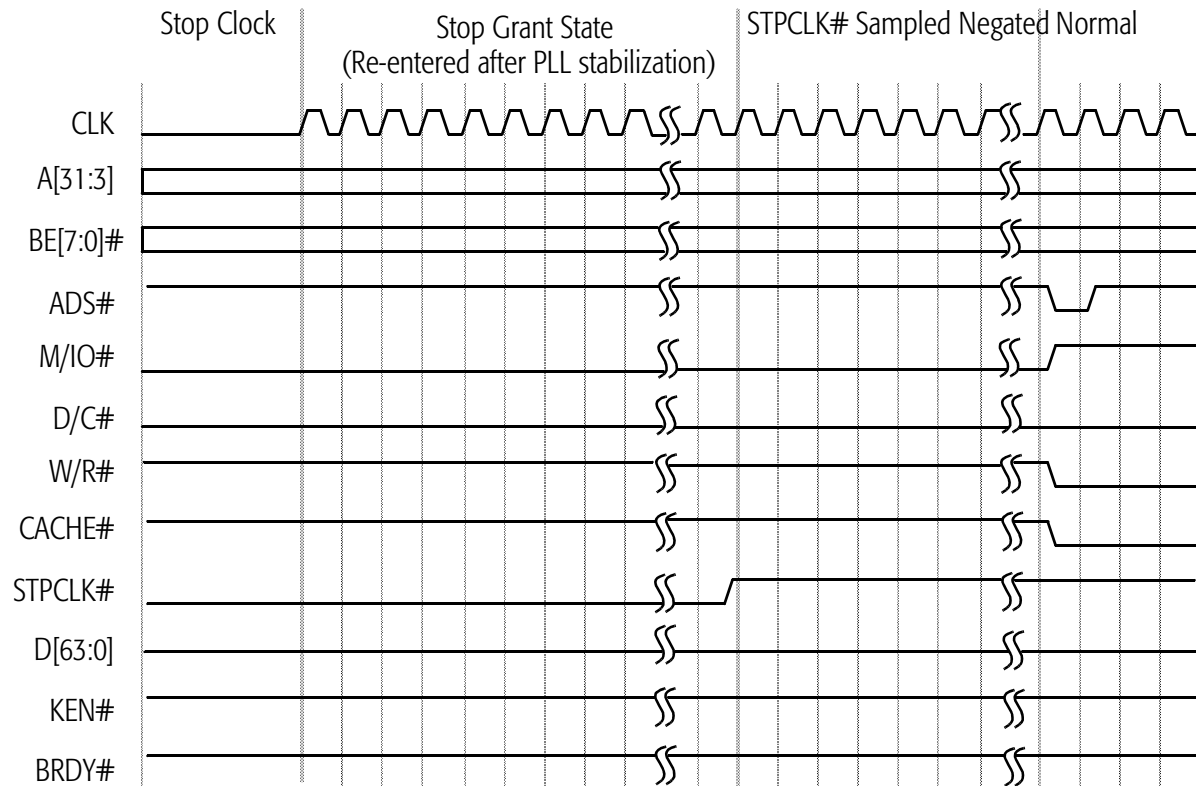 Stop Clock
Stop Grant State
(Re-entered after PLL stabilization)
STPCLK# Sampled Negated
Normal
CLK
A[31:3]
BE[7:0]#
ADS#
M/IO#
D/C#
W/R#
CACHE#
STPCLK#
D[63:0]
KEN#
BRDY#